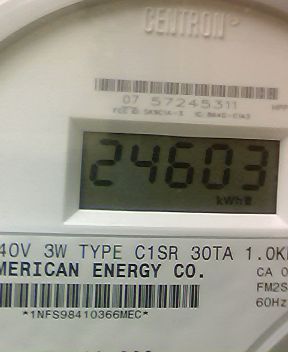 CENTRON
07 57245311
24603
kWh
40V 3W TYPE C1SR 30TA 1.0K
MERICAN ENERGY CO.
CA 0
FM2S
60Hz
*1NFS98410366MEC*